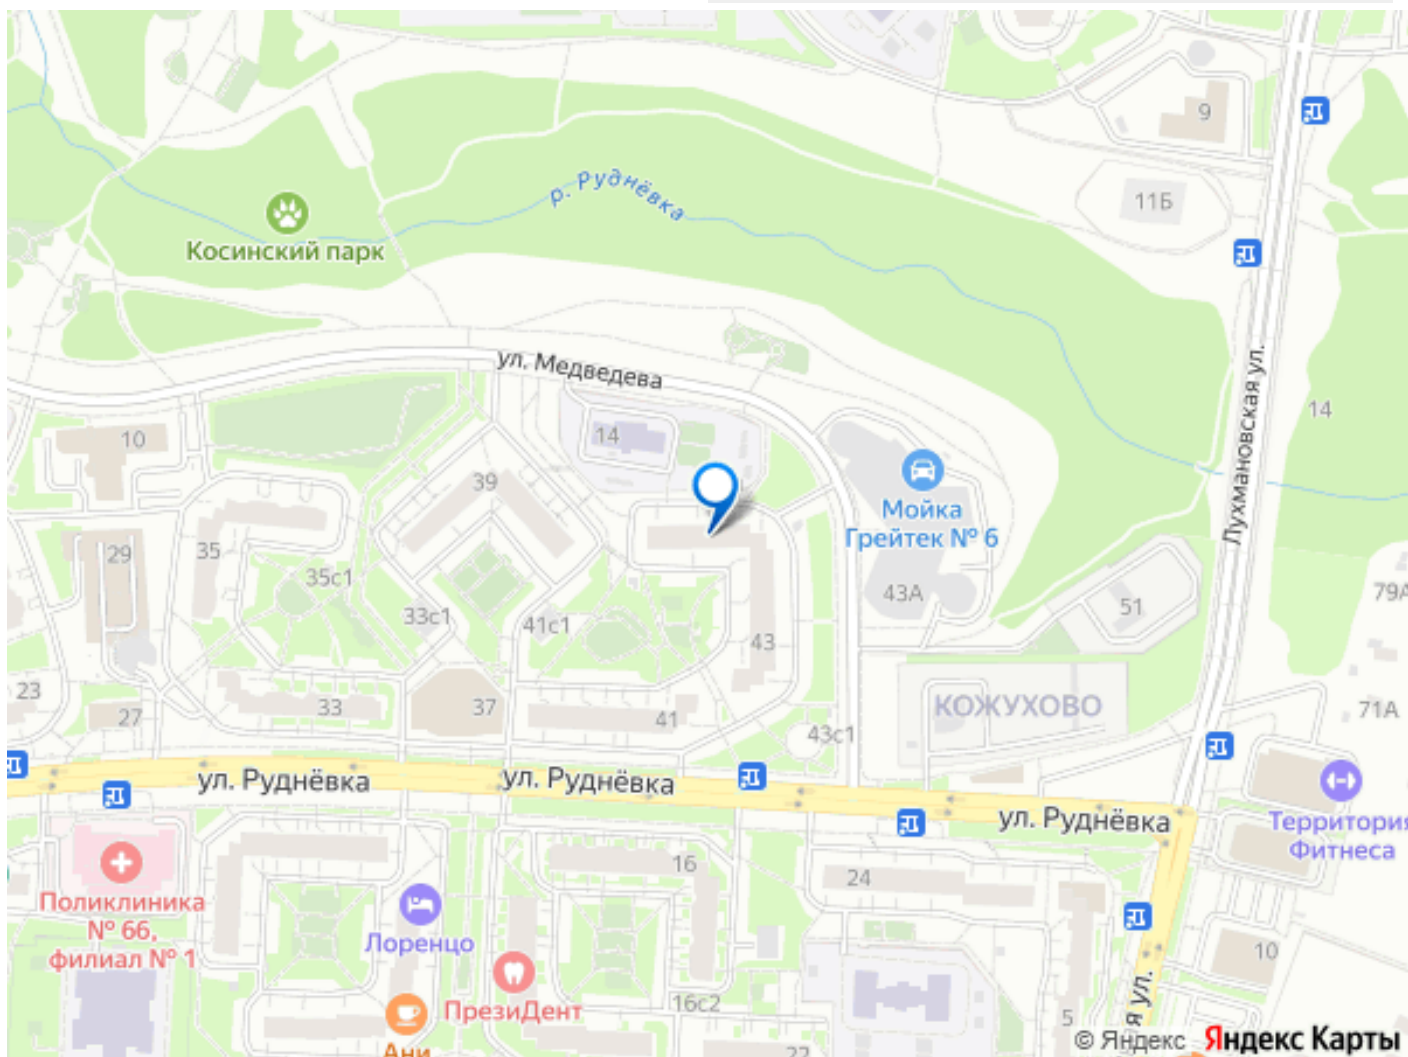 9
11Б
р. Руднёвка
Косинский парк
ул. Медведева
Лухмановская ул.
14
10
14
39
Мойка
Грейтек № 6
29
35
35с1
33с1
41с1
43А
51
79А
43
23
27
33
37
41
43с1
КОЖУХОВО
71А
ул. Руднёвка
ул. Руднёвка
ул. Руднёвка
Территория
Фитнеса
Поликлиника
№ 66,
филиал № 1
16
24
Лоренцо
ПрезиДент
16с2
10
5
я ул.
Ани
22
© Яндекс Яндекс Карты